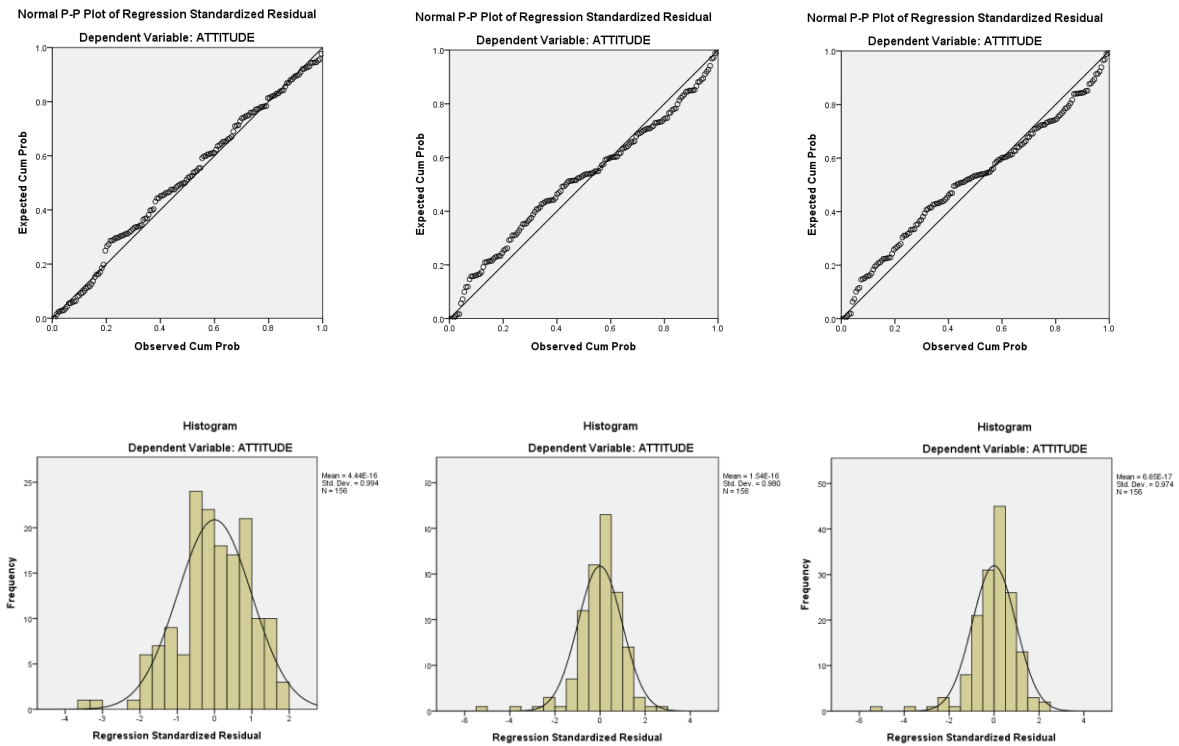 Normal P-P Plot of Regression Standardized Residual
Dependent Variable: ATTITUDE
1.0
0.8
0.6
0.4
0.2
0.0
Expected Cum Prob
0.0 0.2 0.4 0.6 0.8 1.0
Observed Cum Prob
Normal P-P Plot of Regression Standardized Residual
Dependent Variable: ATTITUDE
1.0
0.8
0.6
0.4
0.2
0.0
Expected Cum Prob
0.0 0.2 0.4 0.6 0.8 1.0
Observed Cum Prob
Normal P-P Plot of Regression Standardized Residual
Dependent Variable: ATTITUDE
1.0
0.8
0.6
0.4
0.2
0.0
Expected Cum Prob
0.0 0.2 0.4 0.6 0.8 1.0
Observed Cum Prob
Histogram
Dependent Variable: ATTITUDE
Mean = 4.44E-16
Std. Dev. = 0.994
N = 156
25
20
15
10
5
0
Frequency
-4 -3 -2 -1 0 1 2
Regression Standardized Residual
Histogram
Dependent Variable: ATTITUDE
Mean = 1.54E-16
Std. Dev. = 0.980
N = 156
-6 -4 -2 0 2 4
Regression Standardized Residual
Histogram
Dependent Variable: ATTITUDE
Mean = 6.65E-17
Std. Dev. = 0.974
N = 156
50
40
30
20
10
0
Frequency
-6 -4 -2 0 2 4
Regression Standardized Residual